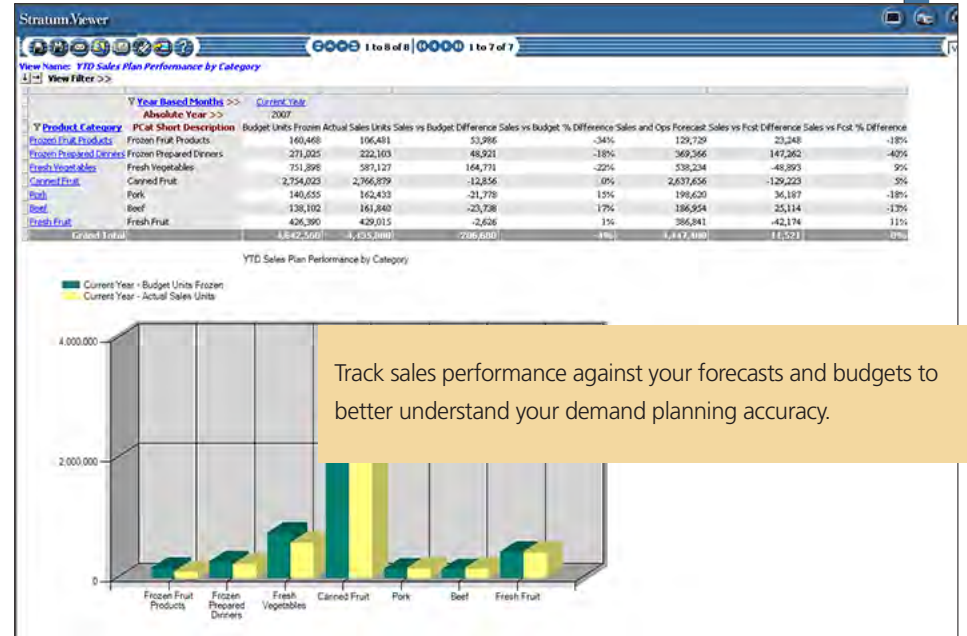 Stratum.Viewer
1 to 8 of 8 1 to 7 of 7
View Name: YTD Sales Plan Performance by Category
View Filter >>
Year Based Months >> Current Year
Absolute Year >> 2007
Product Category PCat Short Description Budget Units Frozen Actual Sales Units Sales vs Budget Difference Sales vs Budget % Difference Sales and Ops Forecast Sales vs Fcst Difference Sales vs Fcst % Difference
Frozen Fruit Products Frozen Fruit Products 160,468 106,481 53,986 -34% 129,729 23,248 -18%
Frozen Prepared Dinners Frozen Prepared Dinners 271,025 222,103 48,921 -18% 369,366 147,262 -40%
Fresh Vegetables Fresh Vegetables 751,898 587,127 164,771 -22% 538,234 -48,893 9%
Canned Fruit Canned Fruit 2,754,023 2,766,879 -12,856 0% 2,637,656 -129,223 5%
Pork Pork 140,655 162,433 -21,778 15% 198,620 36,187 -18%
Beef Beef 138,102 161,840 -23,738 17% 186,954 25,114 -13%
Fresh Fruit Fresh Fruit 426,390 429,015 -2,626 1% 386,841 -42,174 11%
Grand Total 4,642,560 206,680 -4% 11,521 0%
YTD Sales Plan Performance by Category
Current Year - Budget Units Frozen
Current Year - Actual Sales Units
4,000,000
Track sales performance against your forecasts and budgets to
better understand your demand planning accuracy.
2,000,000
0
Frozen Fruit Products Frozen Prepared Dinners Fresh Vegetables Canned Fruit Pork Beef Fresh Fruit